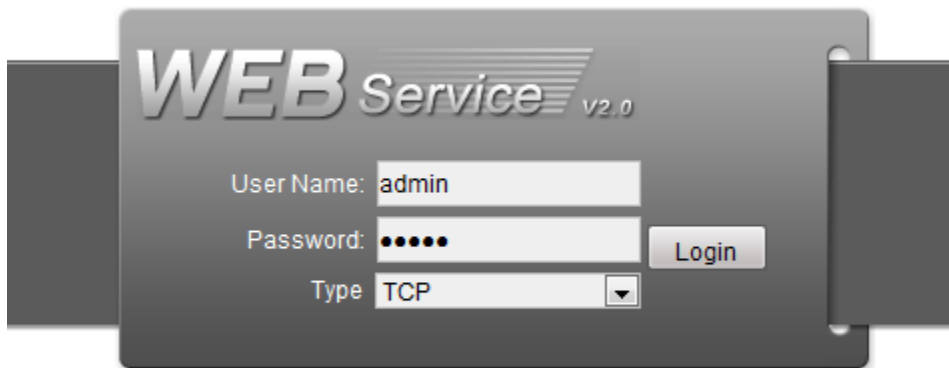 WEB Service V2.0
User Name: admin
Password: •••••
Login
Type TCP